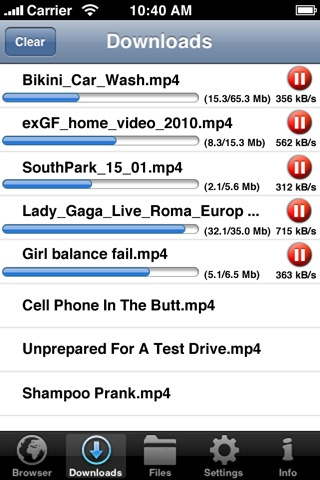 Carrier 10:40 AM
Clear Downloads
Bikini_Car_Wash.mp4
(15.3/65.3 Mb) 356 kB/s
exGF_home_video_2010.mp4
(8.3/15.3 Mb) 562 kB/s
SouthPark_15_01.mp4
(2.1/5.6 Mb) 312 kB/s
Lady_Gaga_Live_Roma_Europ ...
(32.1/35.0 Mb) 715 kB/s
Girl balance fail.mp4
(5.1/6.5 Mb) 363 kB/s
Cell Phone In The Butt.mp4
Unprepared For A Test Drive.mp4
Shampoo Prank.mp4
Browser Downloads Files Settings Info